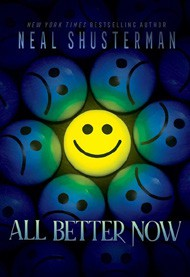 NEW YORK TIMES BESTSELLING AUTHOR
NEAL SHUSTERMAN
ALL BETTER NOW